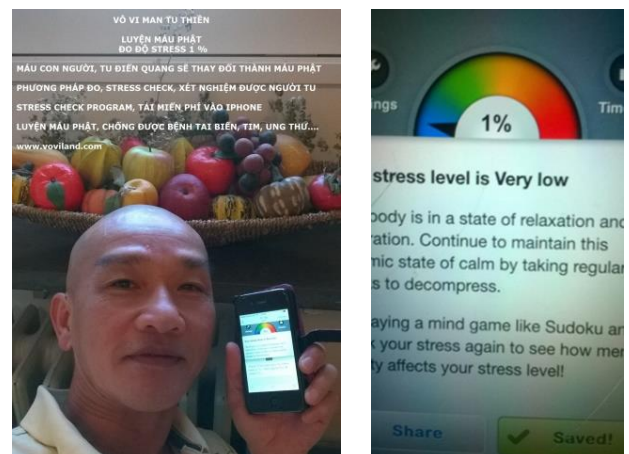 VÔ VI MAN TU THIỀN
LUYỆN MÁU PHẬT
ĐO ĐỘ STRESS 1 %
MÁU CON NGƯỜI, TU ĐIỂN QUANG SẼ THAY ĐỔI THÀNH MÁU PHẬT
PHƯƠNG PHÁP ĐO, STRESS CHECK, XÉT NGHIỆM ĐƯỢC NGƯỜI TU
STRESS CHECK PROGRAM, TẢI MIỄN PHÍ VÀO IPHONE
LUYỆN MÁU PHẬT, CHỐNG ĐƯỢC BỆNH TAI BIẾN, TIM, UNG THƯ....
www.voviland.com
ngs
Tim
1%
stress level is Very low
body is in a state of relaxation and
ration. Continue to maintain this
mic state of calm by taking regular
s to decompress.
aying a mind game like Sudoku an
k your stress again to see how men
ty affects your stress level!
Share
Saved!